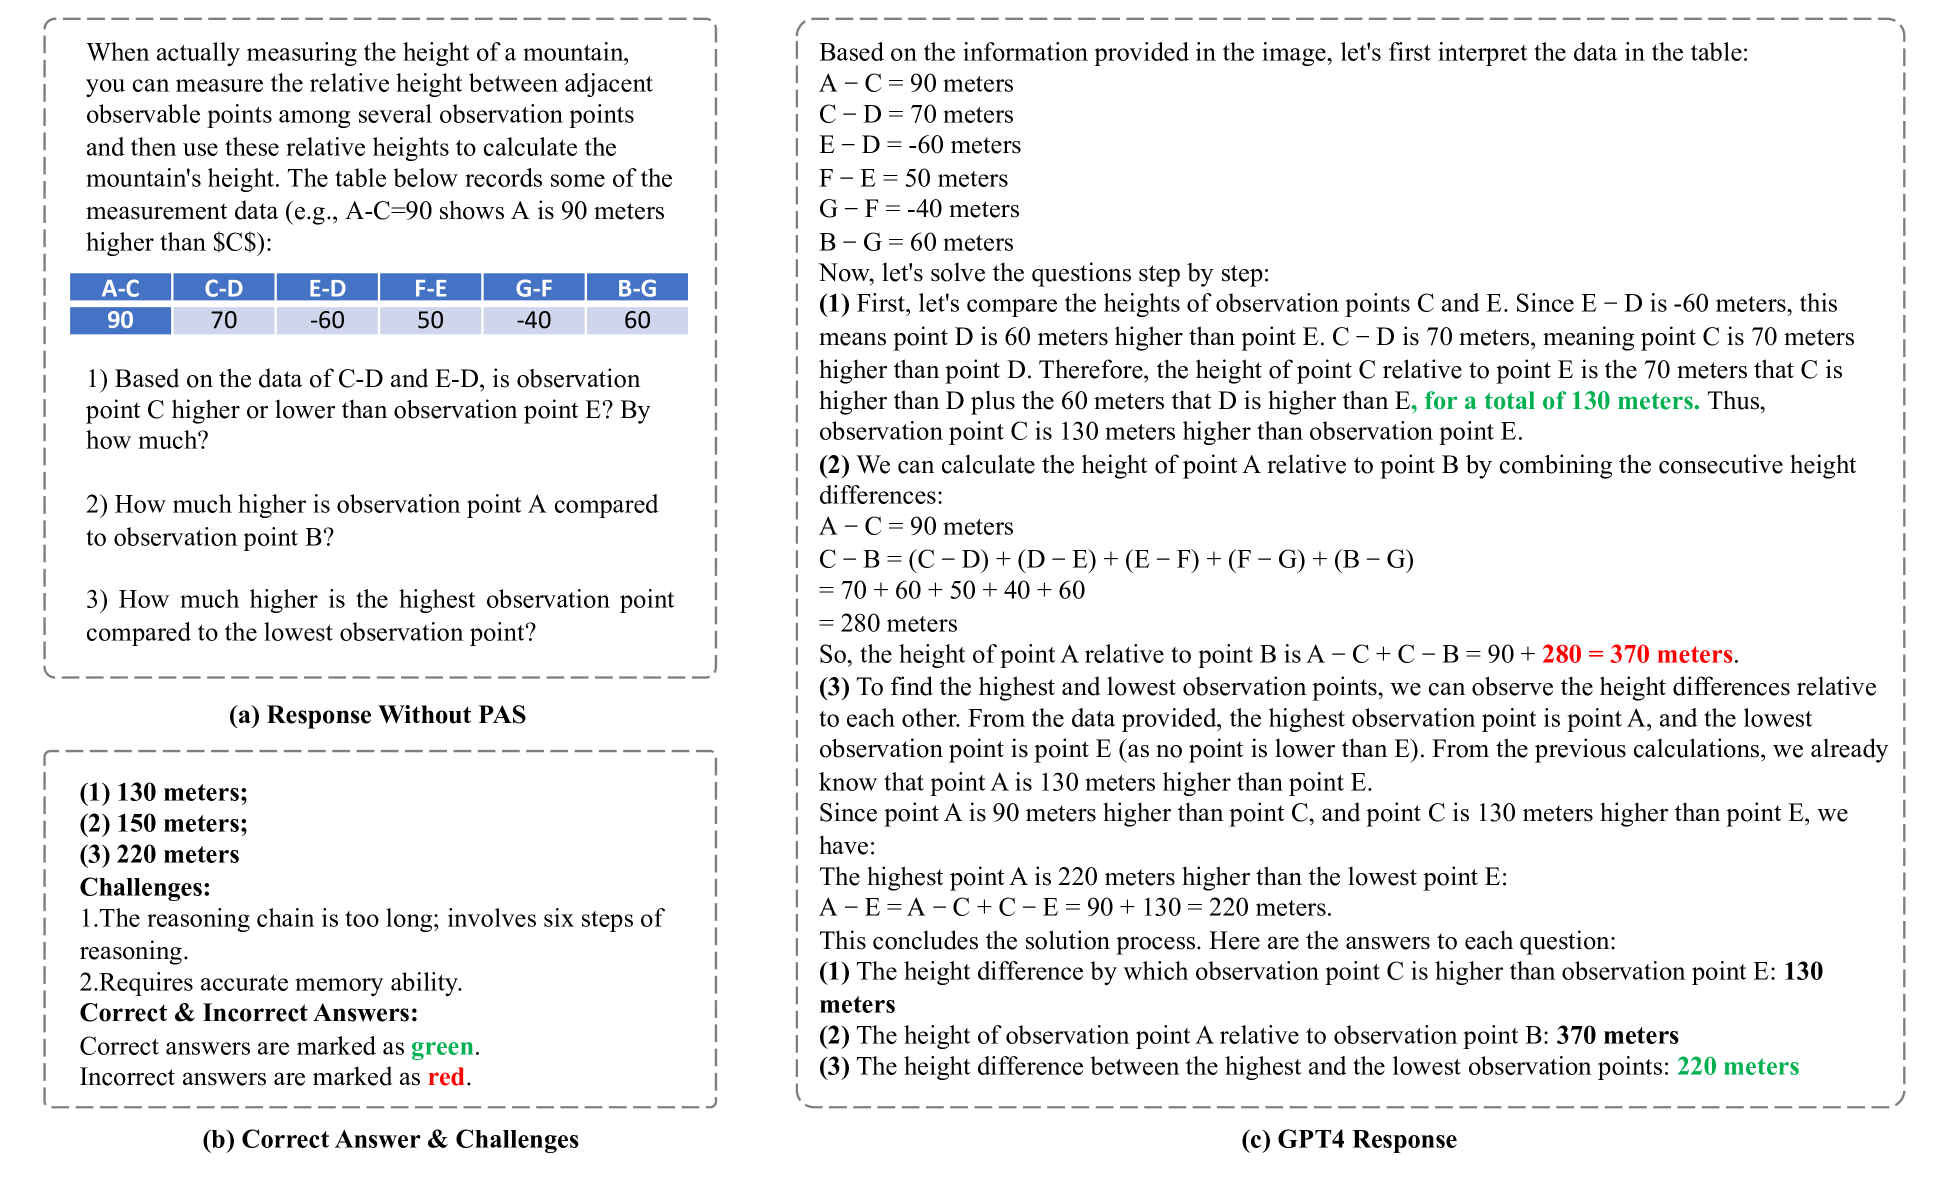 When actually measuring the height of a mountain,
you can measure the relative height between adjacent
observable points among several observation points
and then use these relative heights to calculate the
mountain's height. The table below records some of the
measurement data (e.g., A-C=90 shows A is 90 meters
higher than $C$):
A-C C-D E-D F-E G-F B-G
90 70 -60 50 -40 60
1) Based on the data of C-D and E-D, is observation
point C higher or lower than observation point E? By
how much?
2) How much higher is observation point A compared
to observation point B?
3) How much higher is the highest observation point
compared to the lowest observation point?
(a) Response Without PAS
(1) 130 meters;
(2) 150 meters;
(3) 220 meters
Challenges:
1.The reasoning chain is too long; involves six steps of
reasoning.
2.Requires accurate memory ability.
Correct & Incorrect Answers:
Correct answers are marked as green.
Incorrect answers are marked as red.
(b) Correct Answer & Challenges
Based on the information provided in the image, let's first interpret the data in the table:
A − C = 90 meters
C − D = 70 meters
E − D = -60 meters
F − E = 50 meters
G − F = -40 meters
B − G = 60 meters
Now, let's solve the questions step by step:
(1) First, let's compare the heights of observation points C and E. Since E − D is -60 meters, this
means point D is 60 meters higher than point E. C − D is 70 meters, meaning point C is 70 meters
higher than point D. Therefore, the height of point C relative to point E is the 70 meters that C is
higher than D plus the 60 meters that D is higher than E, for a total of 130 meters. Thus,
observation point C is 130 meters higher than observation point E.
(2) We can calculate the height of point A relative to point B by combining the consecutive height
differences:
A − C = 90 meters
C − B = (C − D) + (D − E) + (E − F) + (F − G) + (B − G)
= 70 + 60 + 50 + 40 + 60
= 280 meters
So, the height of point A relative to point B is A − C + C − B = 90 + 280 = 370 meters.
(3) To find the highest and lowest observation points, we can observe the height differences relative
to each other. From the data provided, the highest observation point is point A, and the lowest
observation point is point E (as no point is lower than E). From the previous calculations, we already
know that point A is 130 meters higher than point E.
Since point A is 90 meters higher than point C, and point C is 130 meters higher than point E, we
have:
The highest point A is 220 meters higher than the lowest point E:
A − E = A − C + C − E = 90 + 130 = 220 meters.
This concludes the solution process. Here are the answers to each question:
(1) The height difference by which observation point C is higher than observation point E: 130
meters
(2) The height of observation point A relative to observation point B: 370 meters
(3) The height difference between the highest and the lowest observation points: 220 meters
(c) GPT4 Response